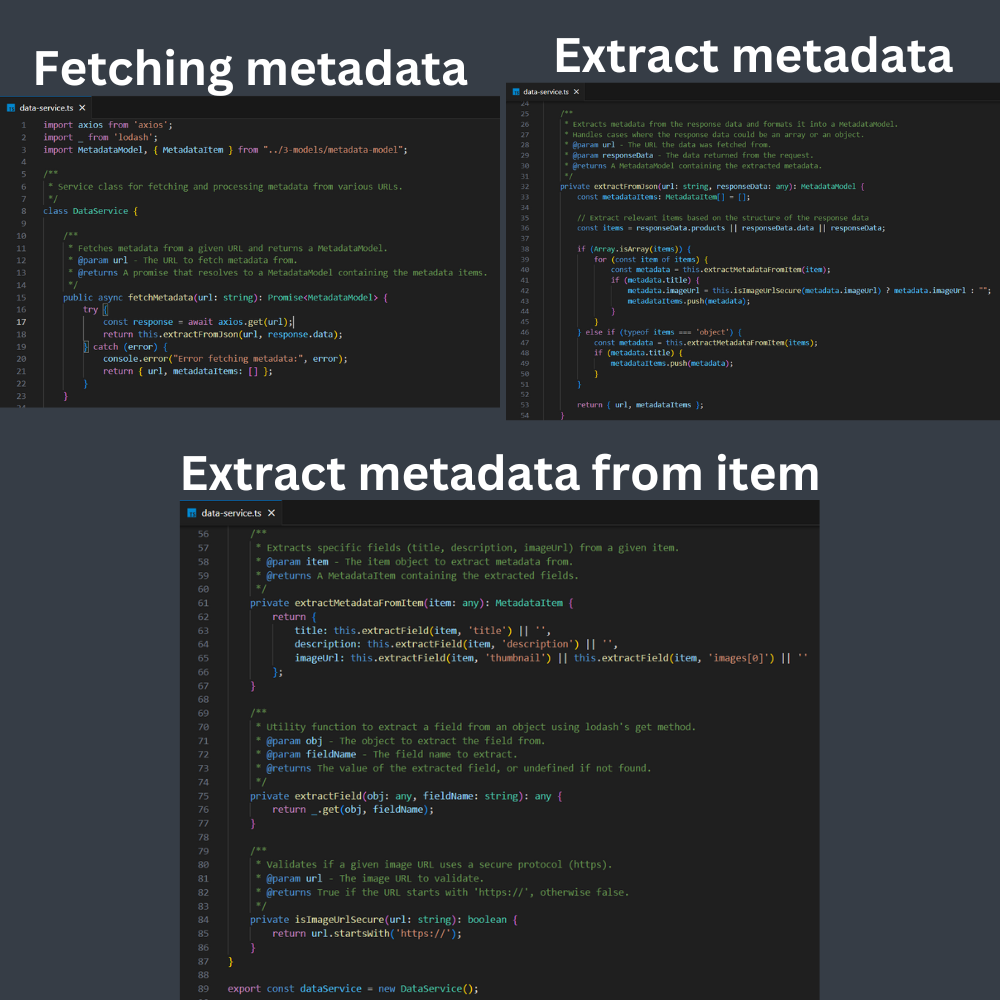 Fetching metadata
data-service.ts ×
1 import axios from 'axios';
2 import _ from 'lodash';
3 import MetadataModel, { MetadataItem } from "../3-models/metadata-model";
4
5 /**
6 * Service class for fetching and processing metadata from various URLs.
7 */
8 class DataService {
9
10 /**
11 * Fetches metadata from a given URL and returns a MetadataModel.
12 * @param url - The URL to fetch metadata from.
13 * @returns A promise that resolves to a MetadataModel containing the metadata items.
14 */
15 public async fetchMetadata(url: string): Promise<MetadataModel> {
16 try {
17 const response = await axios.get(url);
18 return this.extractFromJson(url, response.data);
19 } catch (error) {
20 console.error("Error fetching metadata:", error);
21 return { url, metadataItems: [] };
22 }
23 }
24
Extract metadata
data-service.ts ×
24
25 /**
26 * Extracts metadata from the response data and formats it into a MetadataModel.
27 * Handles cases where the response data could be an array or an object.
28 * @param url - The URL the data was fetched from.
29 * @param responseData - The data returned from the request.
30 * @returns A MetadataModel containing the extracted metadata.
31 */
32 private extractFromJson(url: string, responseData: any): MetadataModel {
33 const metadataItems: MetadataItem[] = [];
34
35 // Extract relevant items based on the structure of the response data
36 const items = responseData.products || responseData.data || responseData;
37
38 if (Array.isArray(items)) {
39 for (const item of items) {
40 const metadata = this.extractMetadataFromItem(item);
41 if (metadata.title) {
42 metadata.imageUrl = this.isImageUrlSecure(metadata.imageUrl) ? metadata.imageUrl : "";
43 metadataItems.push(metadata);
44 }
45 }
46 } else if (typeof items === 'object') {
47 const metadata = this.extractMetadataFromItem(items);
48 if (metadata.title) {
49 metadataItems.push(metadata);
50 }
51 }
52
53 return { url, metadataItems };
54 }
Extract metadata from item
data-service.ts ×
56 /**
57 * Extracts specific fields (title, description, imageUrl) from a given item.
58 * @param item - The item object to extract metadata from.
59 * @returns A MetadataItem containing the extracted fields.
60 */
61 private extractMetadataFromItem(item: any): MetadataItem {
62 return {
63 title: this.extractField(item, 'title') || '',
64 description: this.extractField(item, 'description') || '',
65 imageUrl: this.extractField(item, 'thumbnail') || this.extractField(item, 'images[0]') || ''
66 };
67 }
68
69 /**
70 * Utility function to extract a field from an object using lodash's get method.
71 * @param obj - The object to extract the field from.
72 * @param fieldName - The field name to extract.
73 * @returns The value of the extracted field, or undefined if not found.
74 */
75 private extractField(obj: any, fieldName: string): any {
76 return _.get(obj, fieldName);
77 }
78
79 /**
80 * Validates if a given image URL uses a secure protocol (https).
81 * @param url - The image URL to validate.
82 * @returns True if the URL starts with 'https://', otherwise false.
83 */
84 private isImageUrlSecure(url: string): boolean {
85 return url.startsWith('https://');
86 }
87 }
88
89 export const dataService = new DataService();